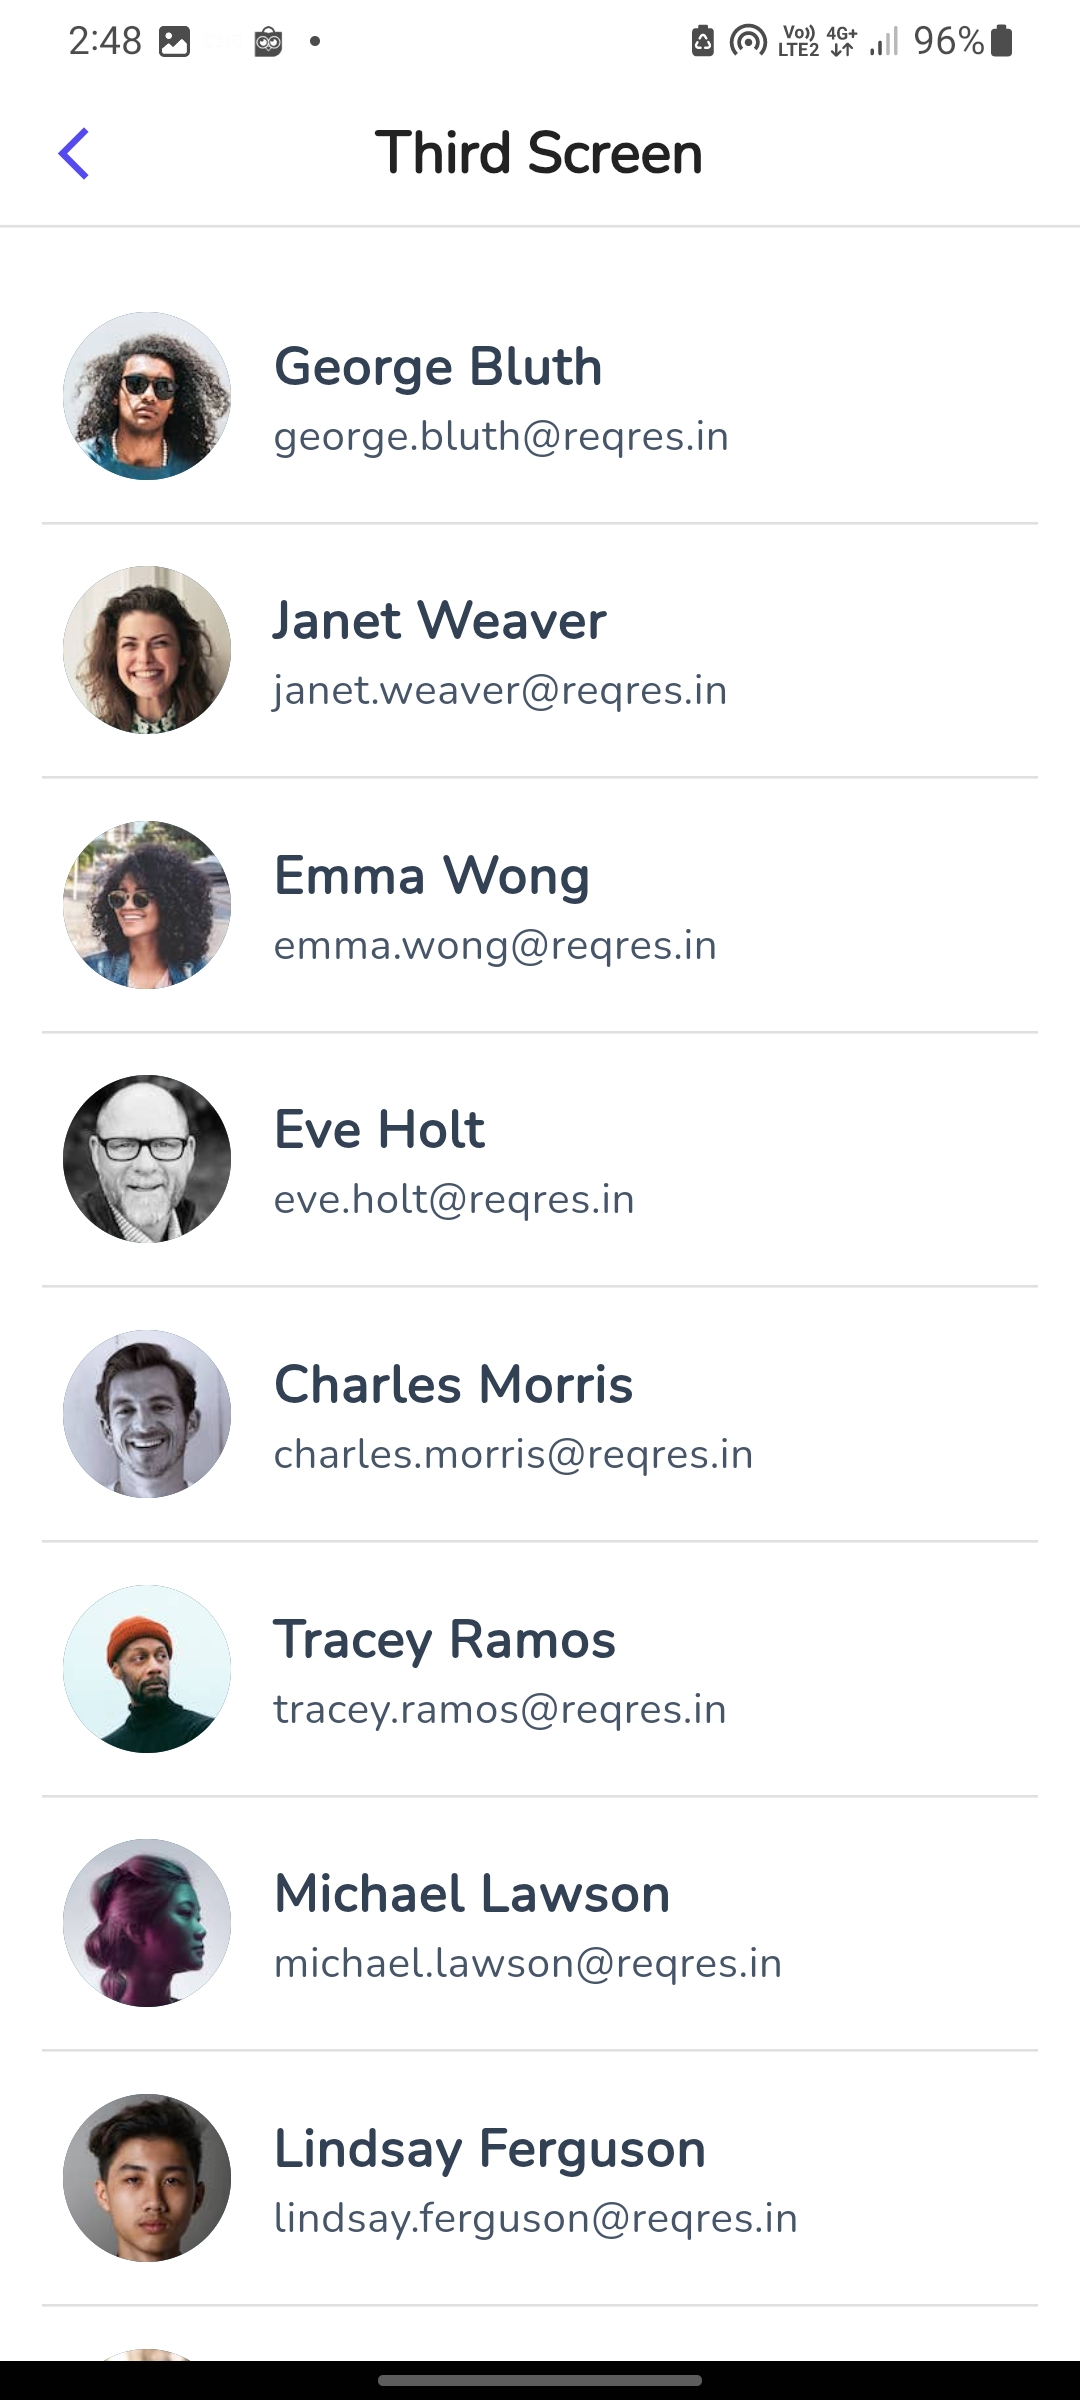 2:48
Vo)) LTE2 4G+ 96%
Third Screen
George Bluth
george.bluth@reqres.in
Janet Weaver
janet.weaver@reqres.in
Emma Wong
emma.wong@reqres.in
Eve Holt
eve.holt@reqres.in
Charles Morris
charles.morris@reqres.in
Tracey Ramos
tracey.ramos@reqres.in
Michael Lawson
michael.lawson@reqres.in
Lindsay Ferguson
lindsay.ferguson@reqres.in